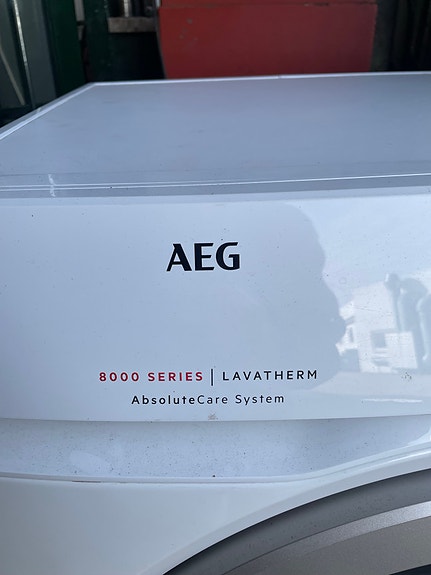 AEG
8000 SERIES | LAVATHERM
AbsoluteCare System